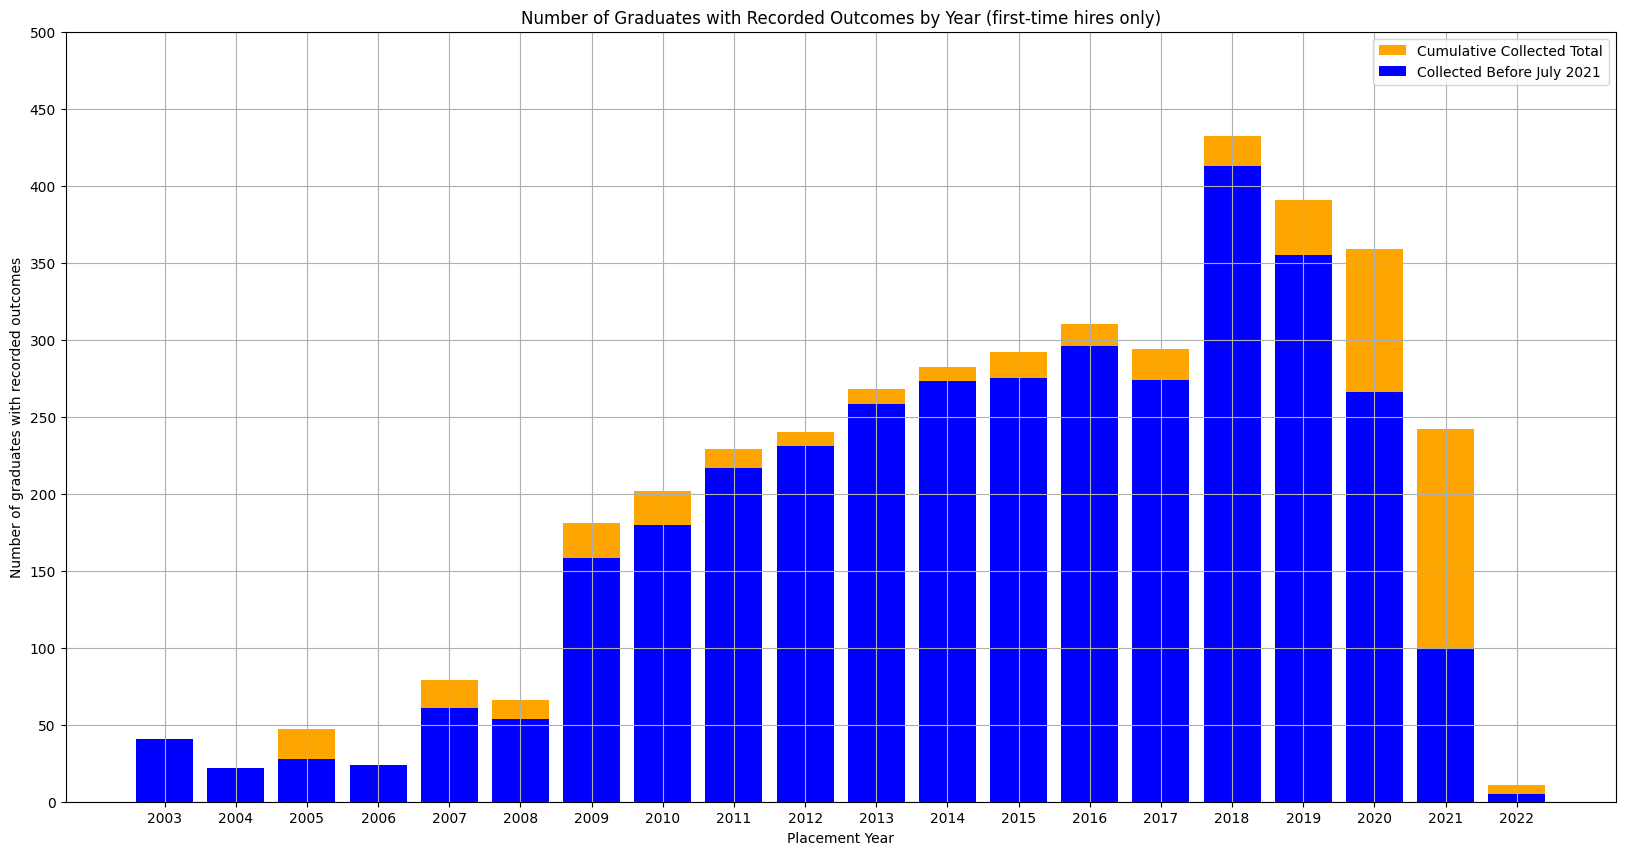 Number of Graduates with Recorded Outcomes by Year (first-time hires only)
Cumulative Collected Total
Collected Before July 2021
Number of graduates with recorded outcomes
500
450
400
350
300
250
200
150
100
50
0
2003 2004 2005 2006 2007 2008 2009 2010 2011 2012 2013 2014 2015 2016 2017 2018 2019 2020 2021 2022
Placement Year